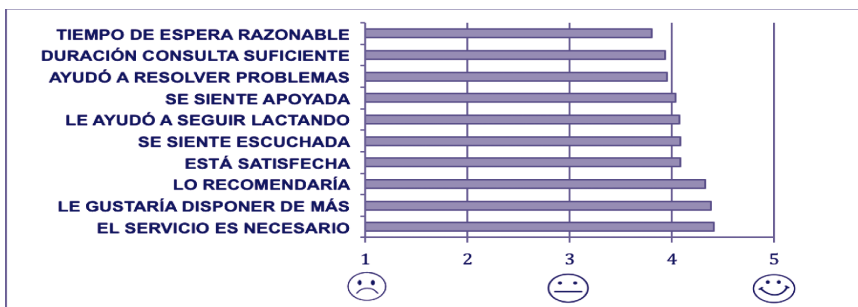 TIEMPO DE ESPERA RAZONABLE
DURACIÓN CONSULTA SUFICIENTE
AYUDÓ A RESOLVER PROBLEMAS
SE SIENTE APOYADA
LE AYUDÓ A SEGUIR LACTANDO
SE SIENTE ESCUCHADA
ESTÁ SATISFECHA
LO RECOMENDARÍA
LE GUSTARÍA DISPONER DE MÁS
EL SERVICIO ES NECESARIO
1 2 3 4 5